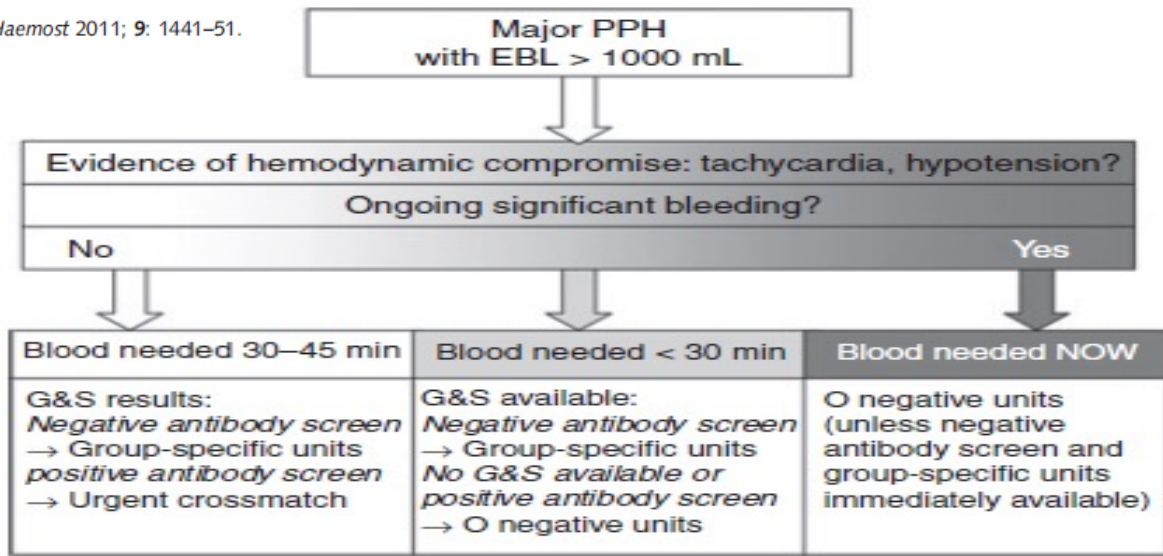 Haemost 2011; 9: 1441–51.
Major PPH
with EBL > 1000 mL
Evidence of hemodynamic compromise: tachycardia, hypotension?
Ongoing significant bleeding?
No
Yes
Blood needed 30–45 min
G&S results:
Negative antibody screen
→ Group-specific units
positive antibody screen
→ Urgent crossmatch
Blood needed < 30 min
G&S available:
Negative antibody screen
→ Group-specific units
No G&S available or
positive antibody screen
→ O negative units
Blood needed NOW
O negative units
(unless negative
antibody screen and
group-specific units
immediately available)